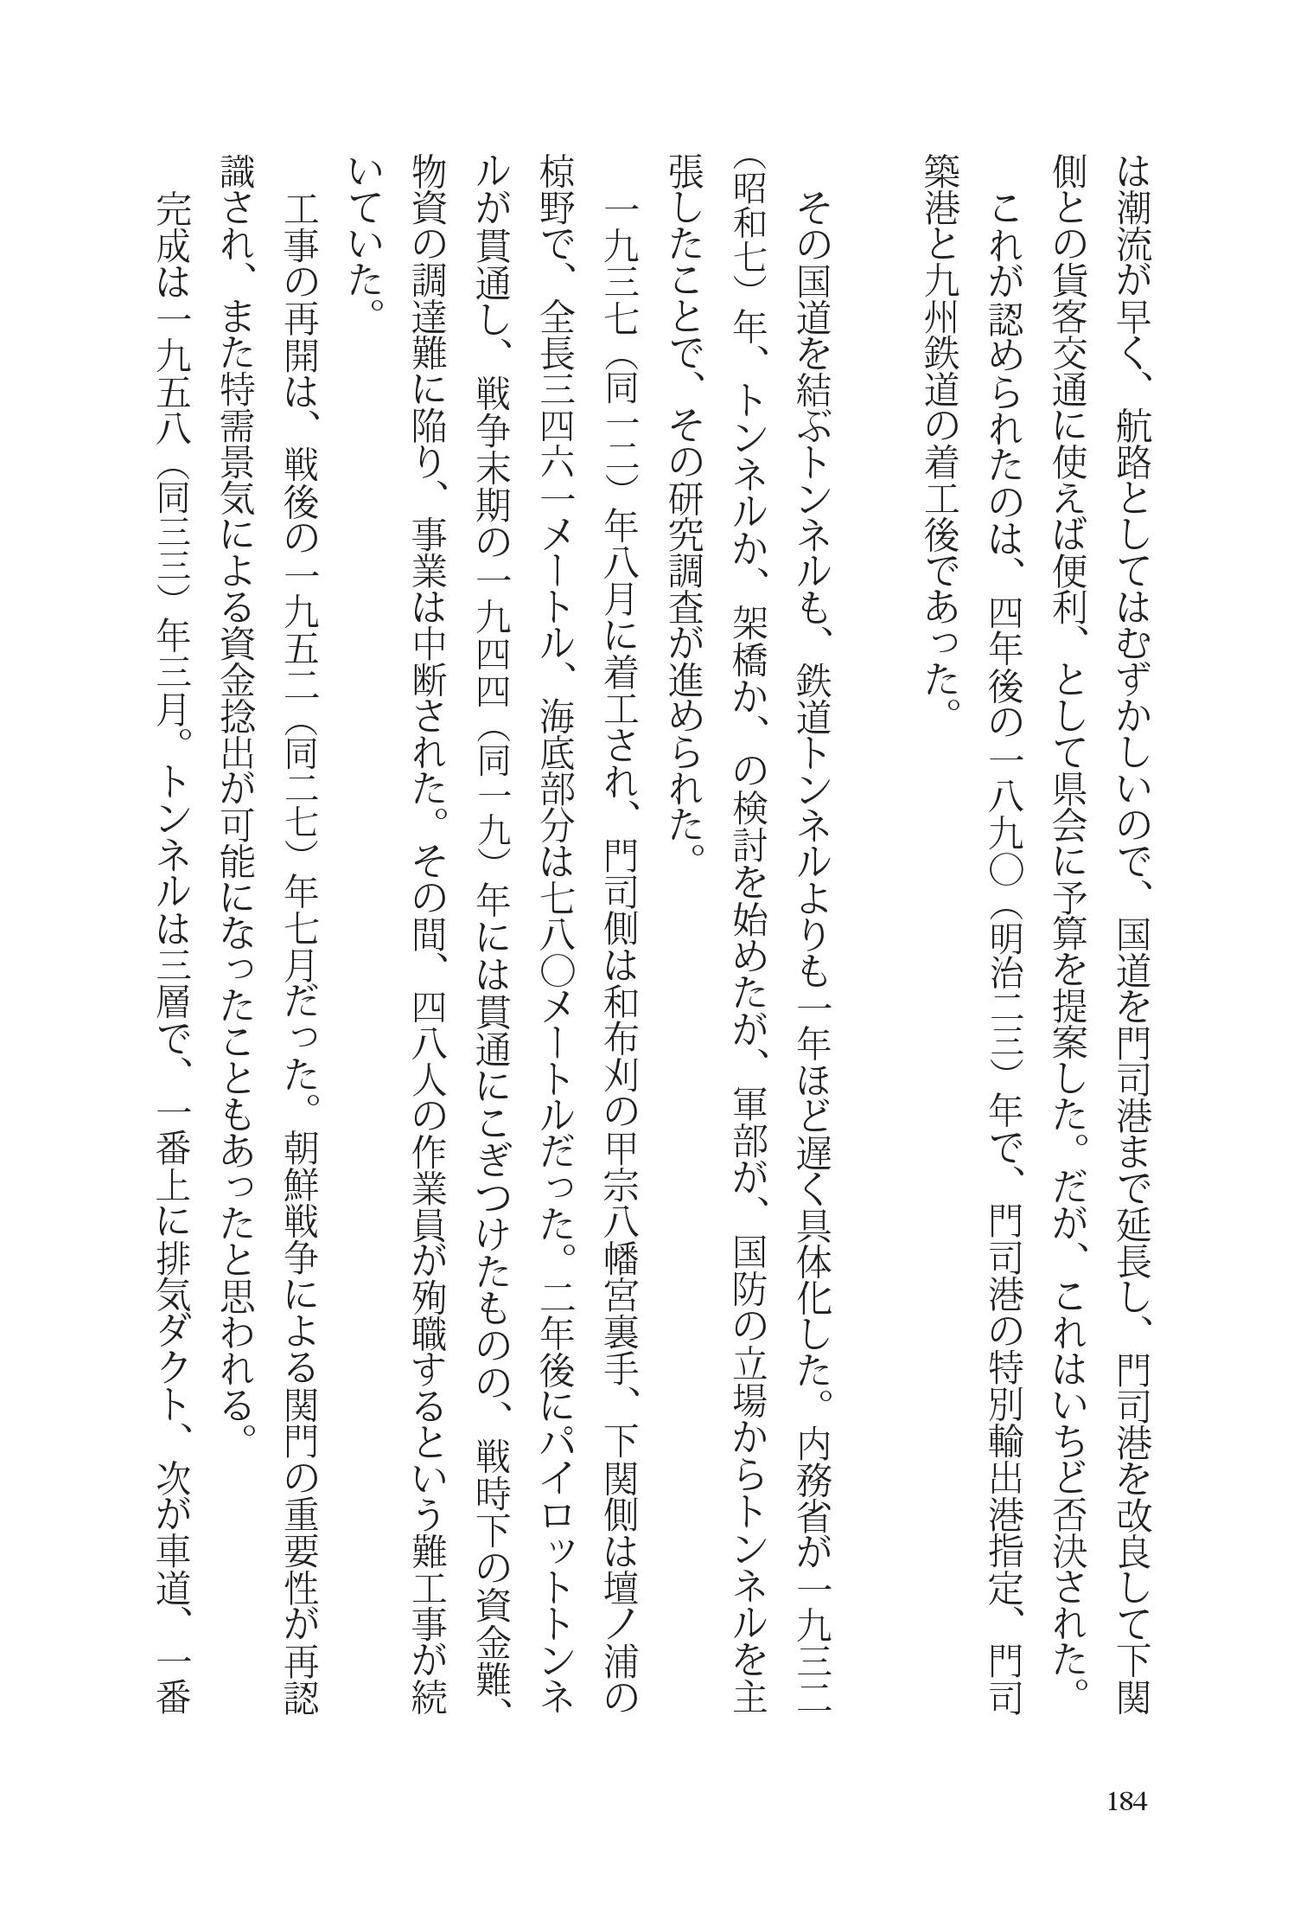 は潮流が早く、航路としてはむずかしいので、国道を門司港まで延長し、門司港を改良して下関
側との貨客交通に使えば便利、として県会に予算を提案した。だが、これはいちど否決された。
これが認められたのは、四年後の一八九〇（明治二三）年で、門司港の特別輸出港指定、門司
築港と九州鉄道の着工後であった。
その国道を結ぶトンネルも、鉄道トンネルよりも一年ほど遅く具体化した。内務省が一九三二
（昭和七）年、トンネルか、架橋か、の検討を始めたが、軍部が、国防の立場からトンネルを主
張したことで、その研究調査が進められた。
一九三七（同一二）年八月に着工され、門司側は和布刈の甲宗八幡宮裏手、下関側は壇ノ浦の
椋野で、全長三四六一メートル、海底部分は七八〇メートルだった。二年後にパイロットトンネ
ルが貫通し、戦争末期の一九四四（同一九）年には貫通にこぎつけたものの、戦時下の資金難、
物資の調達難に陥り、事業は中断された。その間、四八人の作業員が殉職するという難工事が続
いていた。
工事の再開は、戦後の一九五二（同二七）年七月だった。朝鮮戦争による関門の重要性が再認
識され、また特需景気による資金捻出が可能になったこともあったと思われる。
完成は一九五八（同三三）年三月。トンネルは三層で、一番上に排気ダクト、次が車道、一番
184